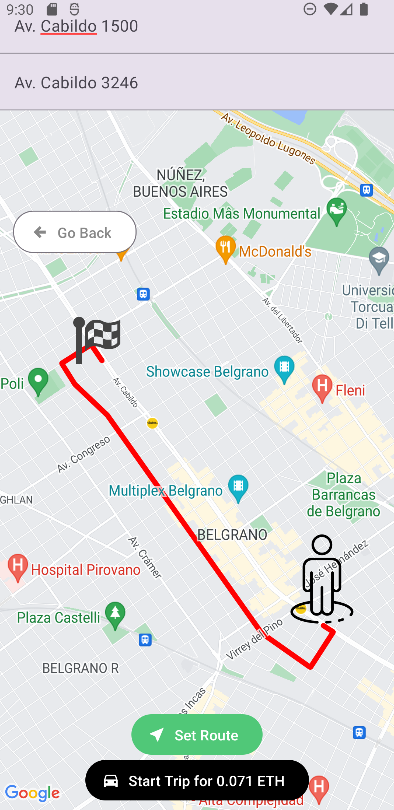 9:30
Av. Cabildo 1500
Av. Cabildo 3246
Av. Leopoldo Lugones
NÚÑEZ,
BUENOS AIRES
Estadio Mâs Monumental
Go Back
McDonald's
Universi
Torcua
Di Tell
Av. del Libertador
Showcase Belgrano
Fleni
Poli
Av. Cabildo
Av. Congreso
Multiplex Belgrano
Plaza
Barrancas
de Belgrano
GHLAN
BELGRANO
Av. Crámer
José Hernández
Hospital Pirovano
Plaza Castelli
Virrey del Pino
BELGRANO R
Incas
Set Route
Start Trip for 0.071 ETH
Google
Alta Complejidad